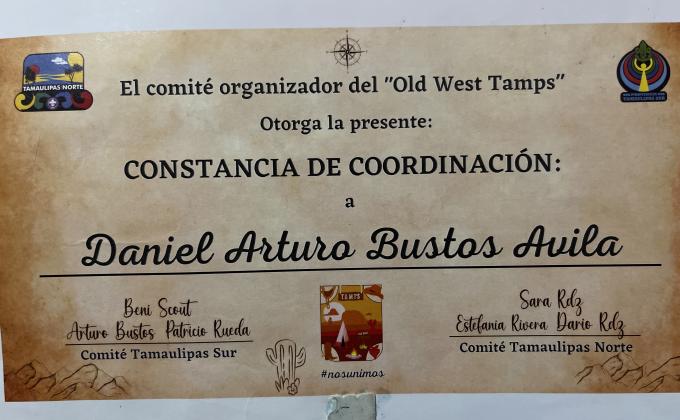 TAMAULIPAS NORTE
El comité organizador del "Old West Tamps"
TAMAULIPAS SUR
Otorga la presente:
CONSTANCIA DE COORDINACIÓN:
a
Daniel Arturo Bustos Avila
Beni Scout
Arturo Bustos Patricio Rueda
Comité Tamaulipas Sur
TAMPS
#nosunimos
Sara Rdz
Estefania Rivera Dario Rdz
Comité Tamaulipas Norte